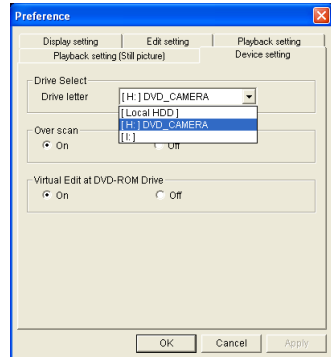 Preference
Display setting Edit setting Playback setting
Playback setting (Still picture) Device setting
Drive Select
Drive letter [ H: ] DVD_CAMERA
[ Local HDD ]
[ H: ] DVD_CAMERA
[ I: ]
Over scan
On Off
Virtual Edit at DVD-ROM Drive
On Off
OK Cancel Apply